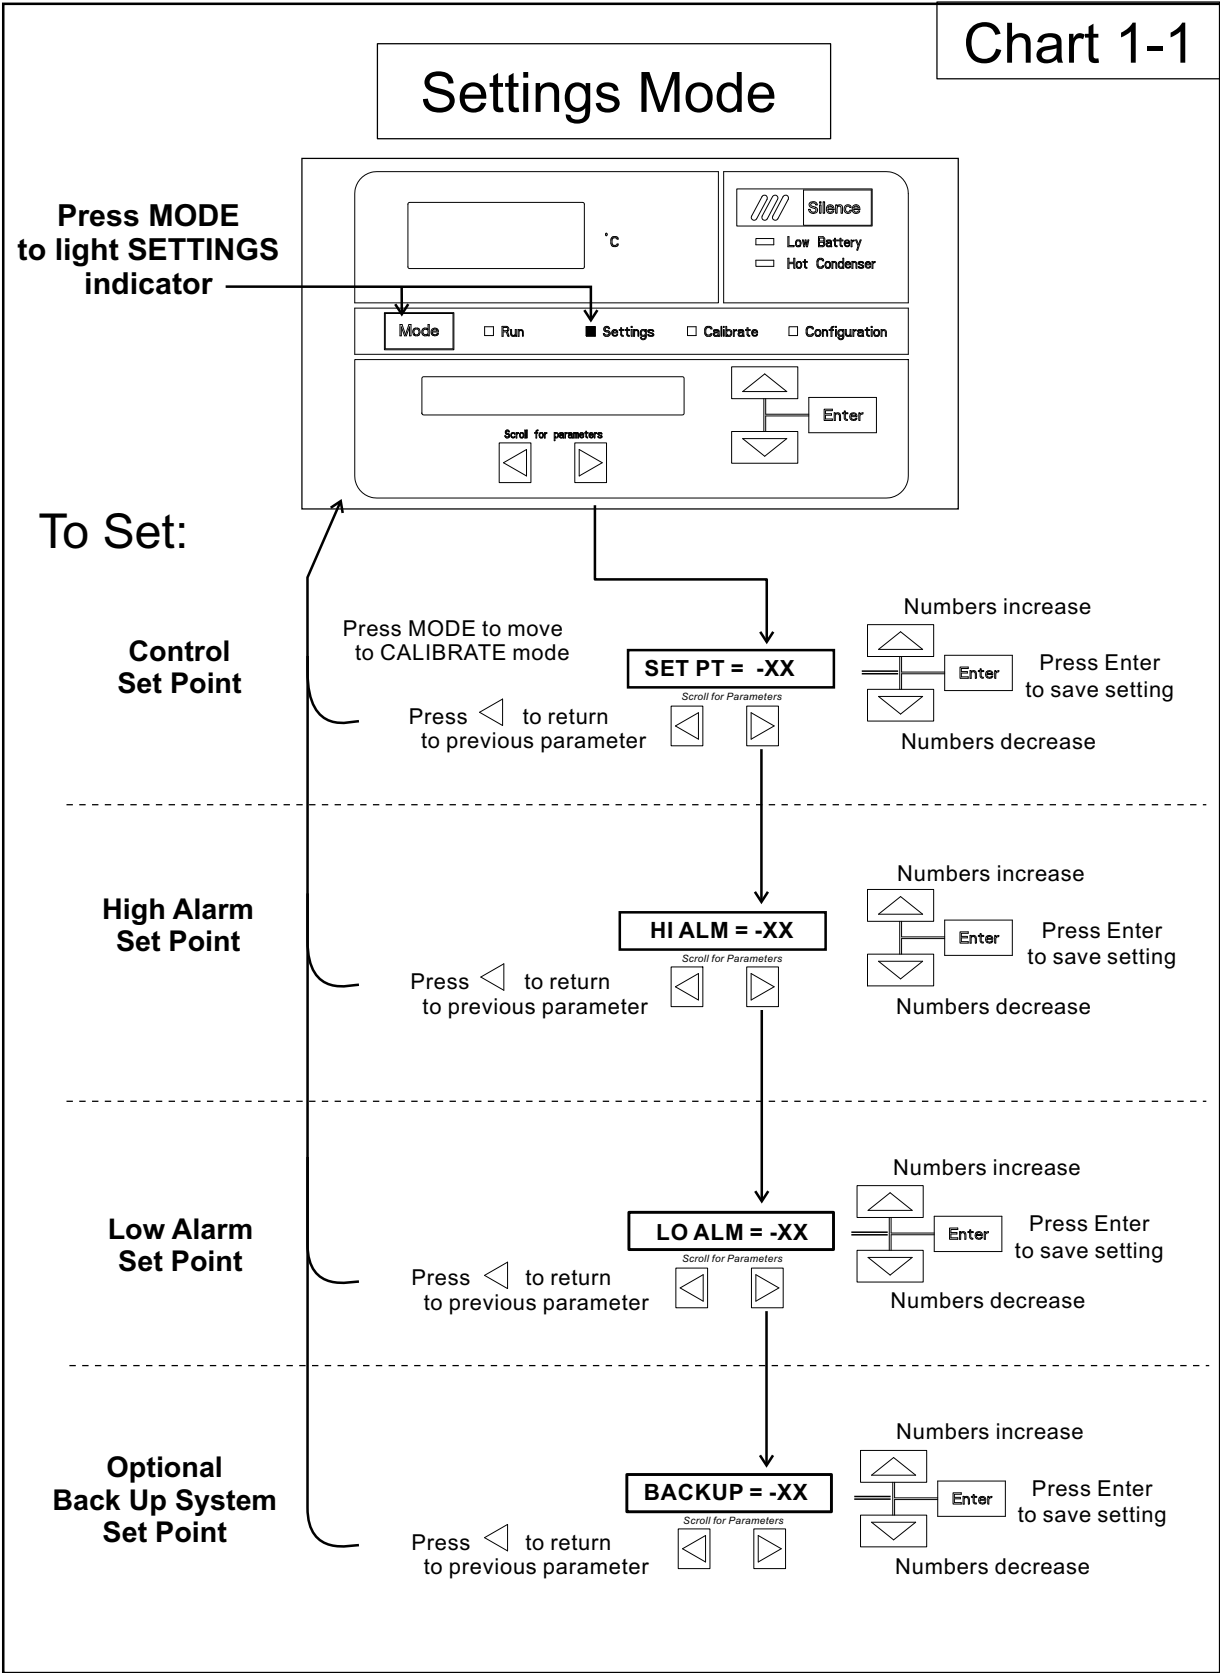 Chart 1-1
Settings Mode
Press MODE
to light SETTINGS
indicator
°C
Silence
Low Battery
Hot Condenser
Mode
Run
Settings
Calibrate
Configuration
Scroll for parameters
Enter
To Set:
Control
Set Point
Press MODE to move
to CALIBRATE mode
Press to return
to previous parameter
SET PT = -XX
Scroll for Parameters
Numbers increase
Enter
Press Enter
to save setting
Numbers decrease
High Alarm
Set Point
Press to return
to previous parameter
HI ALM = -XX
Scroll for Parameters
Numbers increase
Enter
Press Enter
to save setting
Numbers decrease
Low Alarm
Set Point
Press to return
to previous parameter
LO ALM = -XX
Scroll for Parameters
Numbers increase
Enter
Press Enter
to save setting
Numbers decrease
Optional
Back Up System
Set Point
Press to return
to previous parameter
BACKUP = -XX
Scroll for Parameters
Numbers increase
Enter
Press Enter
to save setting
Numbers decrease